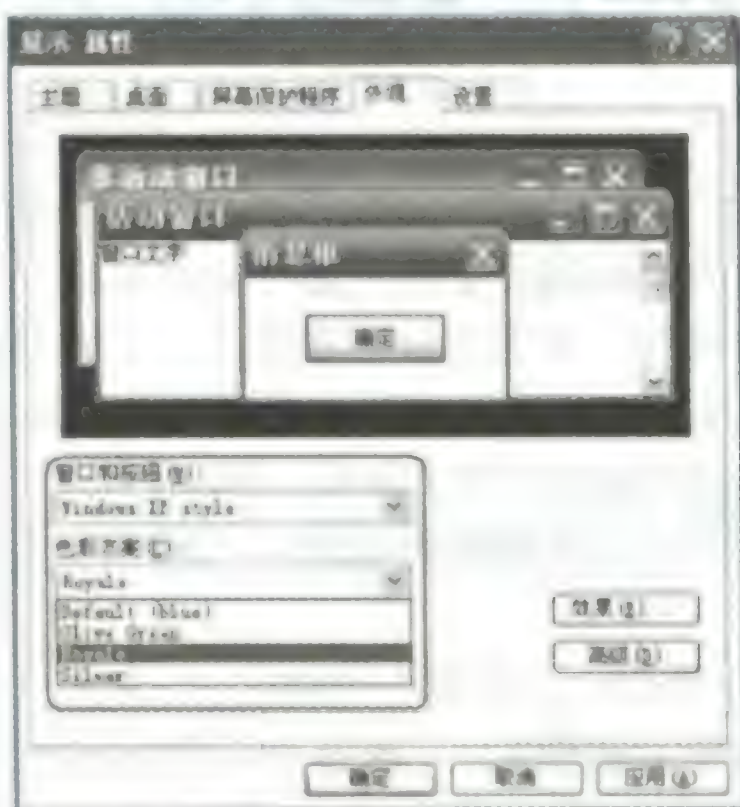 显示 属性
主题 桌面 屏幕保护程序 外观 设置
非活动窗口
活动窗口
窗口文字
消息框
确定
窗口和按钮(W)
Windows XP style
色彩方案(C)
Royale
Default (blue)
Olive Green
Royale
Silver
效果(E)
高级(D)
确定 取消 应用(A)